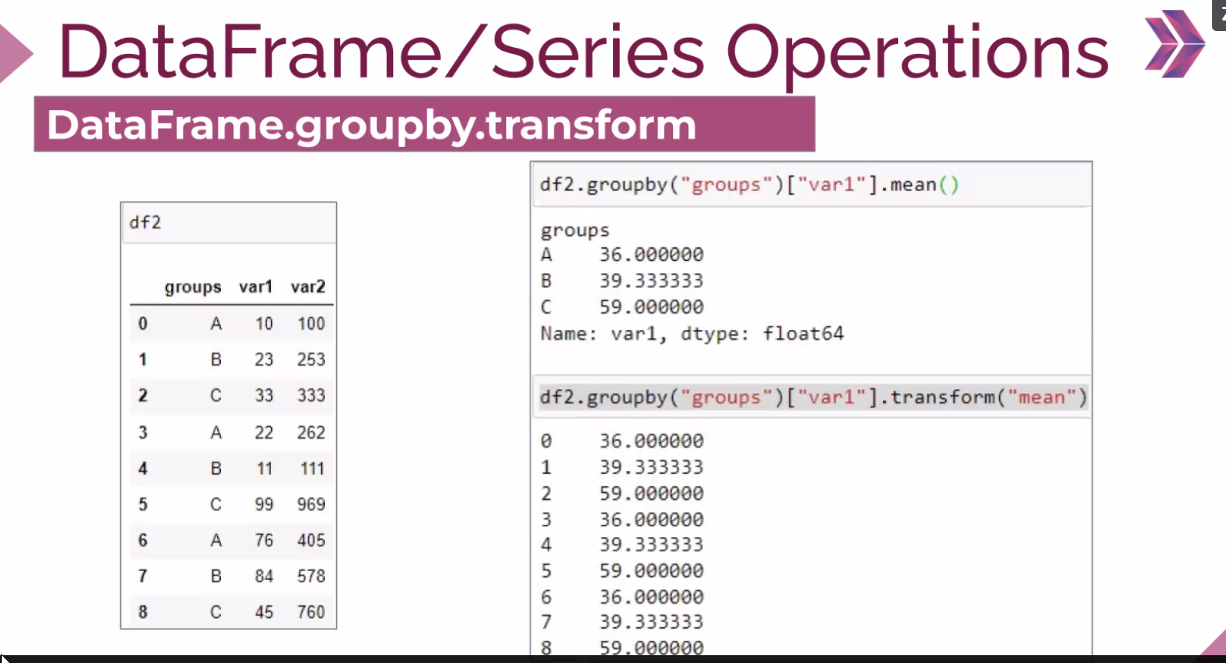 DataFrame/Series Operations
DataFrame.groupby.transform
df2
groups var1 var2
0 A 10 100
1 B 23 253
2 C 33 333
3 A 22 262
4 B 11 111
5 C 99 969
6 A 76 405
7 B 84 578
8 C 45 760
df2.groupby("groups")["var1"].mean()
groups
A 36.000000
B 39.333333
C 59.000000
Name: var1, dtype: float64
df2.groupby("groups")["var1"].transform("mean")
0 36.000000
1 39.333333
2 59.000000
3 36.000000
4 39.333333
5 59.000000
6 36.000000
7 39.333333
8 59.000000